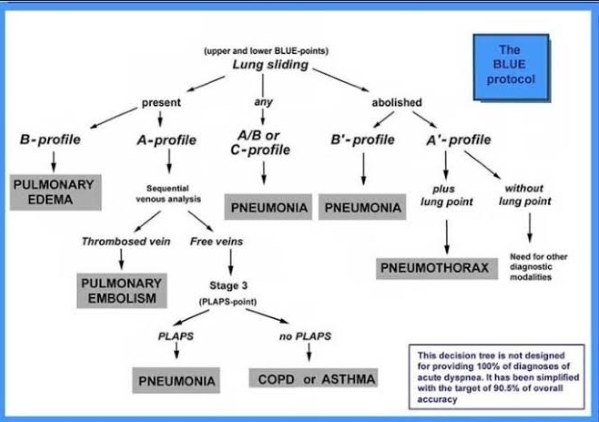 (upper and lower BLUE-points)
Lung sliding
The
BLUE
protocol
present
any
abolished
B-profile
A-profile
A/B or
C-profile
B'-profile
A'-profile
PULMONARY
EDEMA
Sequential
venous analysis
PNEUMONIA
PNEUMONIA
plus
lung point
without
lung point
Thrombosed vein
Free veins
PNEUMOTHORAX
Need for other
diagnostic
modalities
PULMONARY
EMBOLISM
Stage 3
(PLAPS-point)
PLAPS
no PLAPS
PNEUMONIA
COPD or ASTHMA
This decision tree is not designed
for providing 100% of diagnoses of
acute dyspnea. It has been simplified
with the target of 90.5% of overall
accuracy